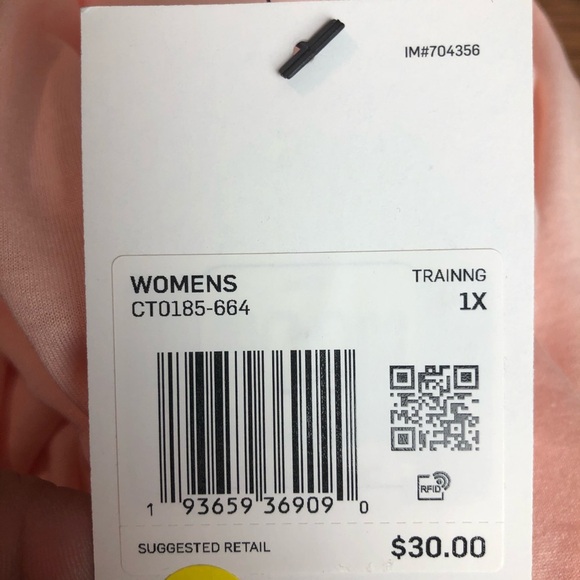 IM#704356
WOMENS
TRAINNG
CT0185-664
1X
RFID
1 93659 36909 0
SUGGESTED RETAIL
$30.00